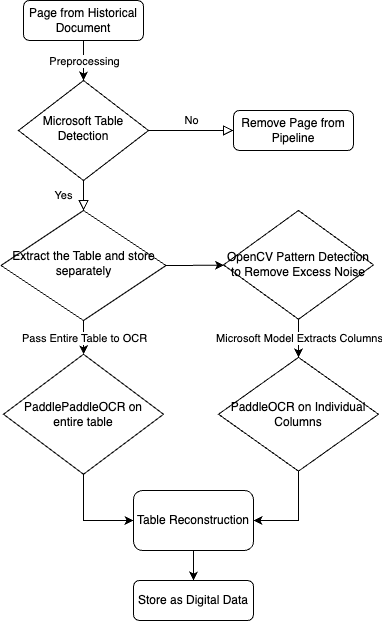 Page from Historical
Document
Preprocessing
Microsoft Table
Detection
No
Remove Page from
Pipeline
Yes
Extract the Table and store
separately
OpenCV Pattern Detection
to Remove Excess Noise
Pass Entire Table to OCR
Microsoft Model Extracts Columns
PaddlePaddleOCR on
entire table
PaddleOCR on Individual
Columns
Table Reconstruction
Store as Digital Data